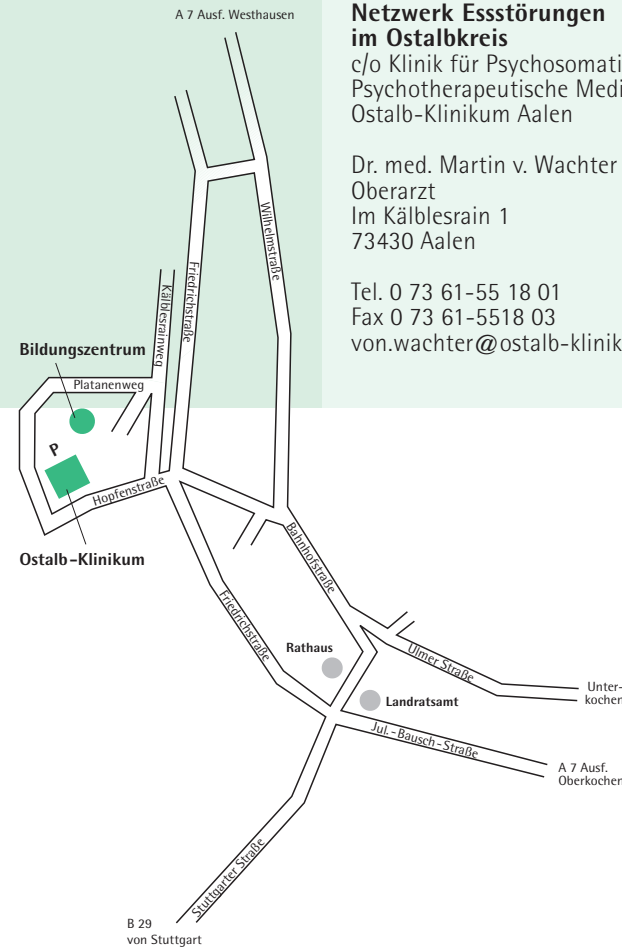 A 7 Ausf. Westhausen
Netzwerk Essstörungen
im Ostalbkreis
c/o Klinik für
Psychotherapeutische
Ostalb-Klinikum Aalen
Dr. med. Martin v. Wachter
Oberarzt
Im Kälblesrain 1
73430 Aalen
Tel. 0 73 61-55 18 01
Fax 0 73 61-5518 03
von.wachter@ostalb-klinik
Wilhelmstraße
Friedrichstraße
Kälblesrainweg
Bildungszentrum
Platanenweg
P
Hopfenstraße
Ostalb-Klinikum
Bahnhofstraße
Friedrichstraße
Rathaus
Ulmer Straße
Landratsamt
Unter-
kochen
Jul.-Bausch-Straße
A 7 Ausf.
Oberkochen
Stuttgarter Straße
B 29
von Stuttgart